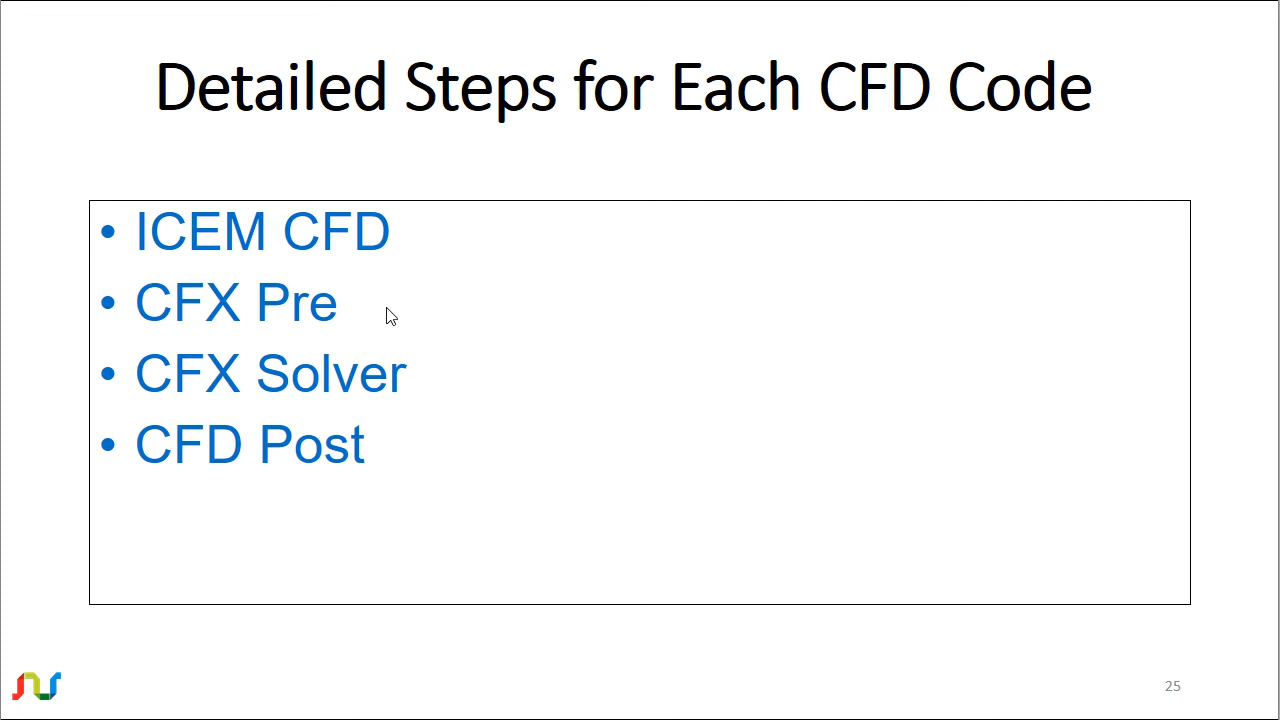 Detailed Steps for Each CFD Code
• ICEM CFD
• CFX Pre
• CFX Solver
• CFD Post
25